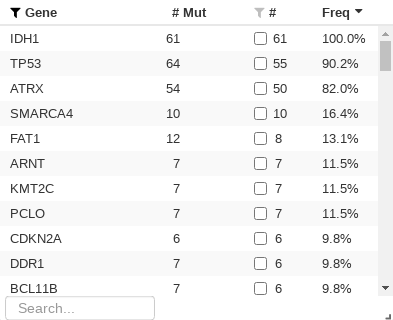 Gene # Mut # Freq
IDH1 61 61 100.0%
TP53 64 55 90.2%
ATRX 54 50 82.0%
SMARCA4 10 10 16.4%
FAT1 12 8 13.1%
ARNT 7 7 11.5%
KMT2C 7 7 11.5%
PCLO 7 7 11.5%
CDKN2A 6 6 9.8%
DDR1 7 6 9.8%
BCL11B 7 6 9.8%
Search...